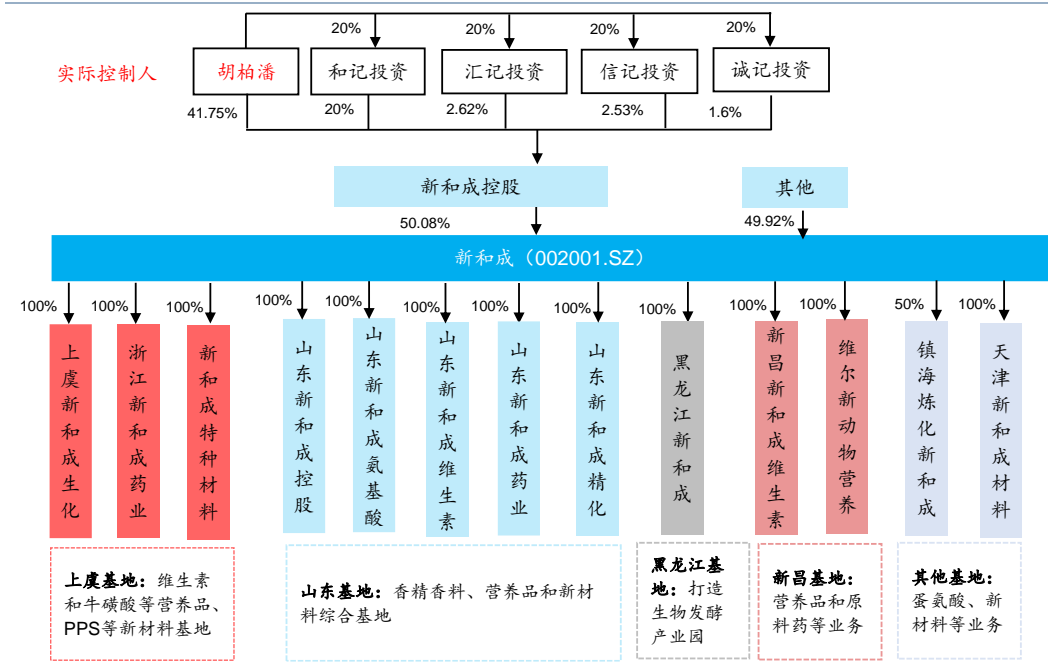 20% 20% 20% 20%
实际控制人
胡柏潘 和记投资 汇记投资 信记投资 诚记投资
41.75% 20% 2.62% 2.53% 1.6%
新和成控股 其他
50.08% 49.92%
新和成（002001.SZ）
100% 100% 100% 100% 100% 100% 100% 100% 100% 100% 100% 50% 100%
上虞新和成生化
浙江新和成药业
新和成特种材料
山东新和成控股
山东新和成氨基酸
山东新和成维生素
山东新和成药业
山东新和成精化
黑龙江新和成
新昌新和成维生素
维尔新动物营养
镇海炼化新和成
天津新和成材料
上虞基地：维生素
和牛磺酸等营养品、
PPS等新材料基地
山东基地：香精香料、营养品和新材
料综合基地
黑龙江基
地：打造
生物发酵
产业园
新昌基地：
营养品和原
料药等业务
其他基地：
蛋氨酸、新
材料等业务